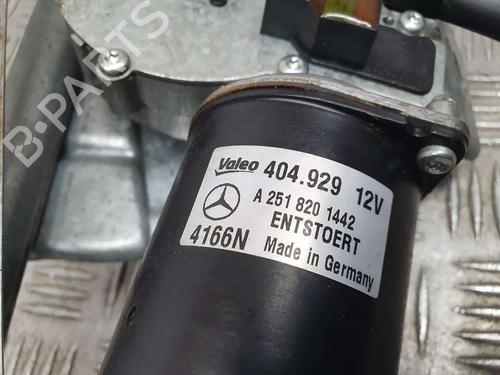 B-PARTS
Valeo 404.929 12V
A 251 820 1442
ENTSTOERT
4166N Made in Germany